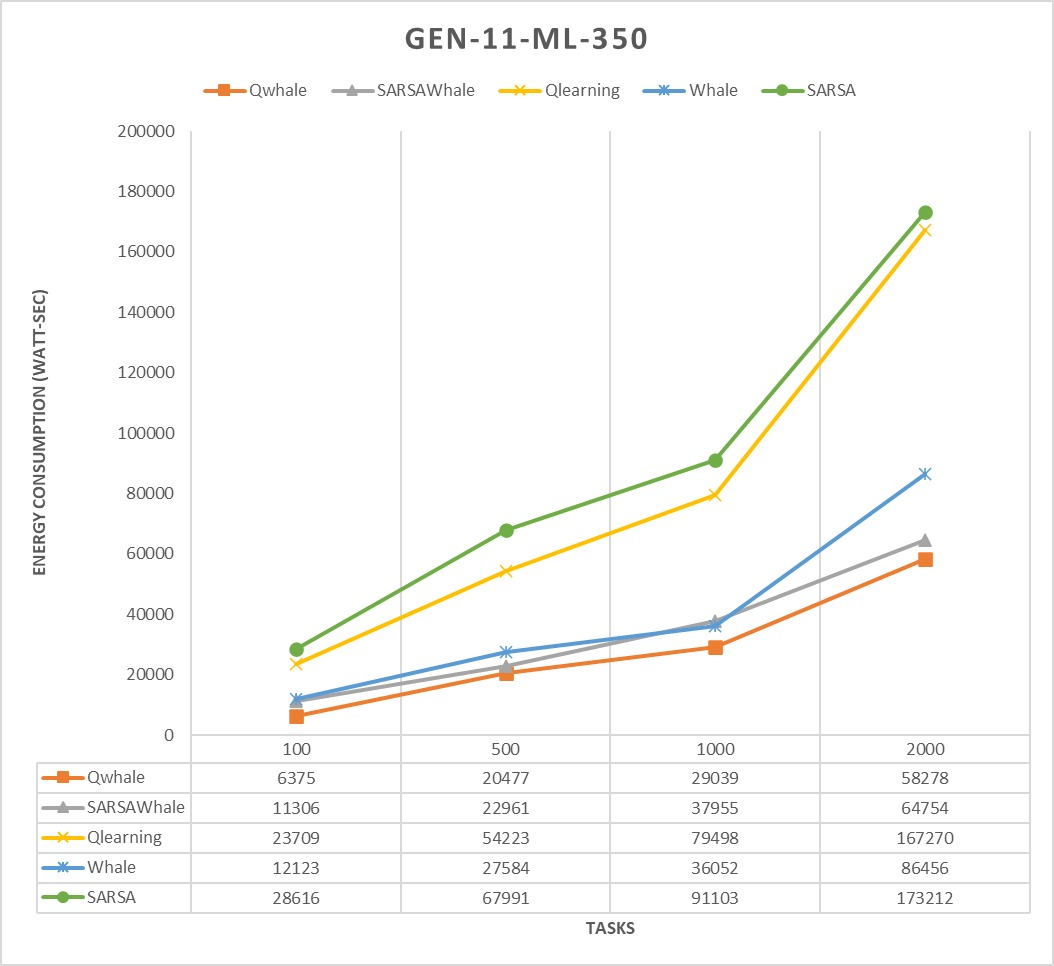 GEN-11-ML-350
Qwhale SARSAWhale Qlearning Whale SARSA
200000
180000
160000
140000
120000
100000
80000
60000
40000
20000
0
ENERGY CONSUMPTION (WATT-SEC)
100 500 1000 2000
Qwhale 6375 20477 29039 58278
SARSAWhale 11306 22961 37955 64754
Qlearning 23709 54223 79498 167270
Whale 12123 27584 36052 86456
SARSA 28616 67991 91103 173212
TASKS